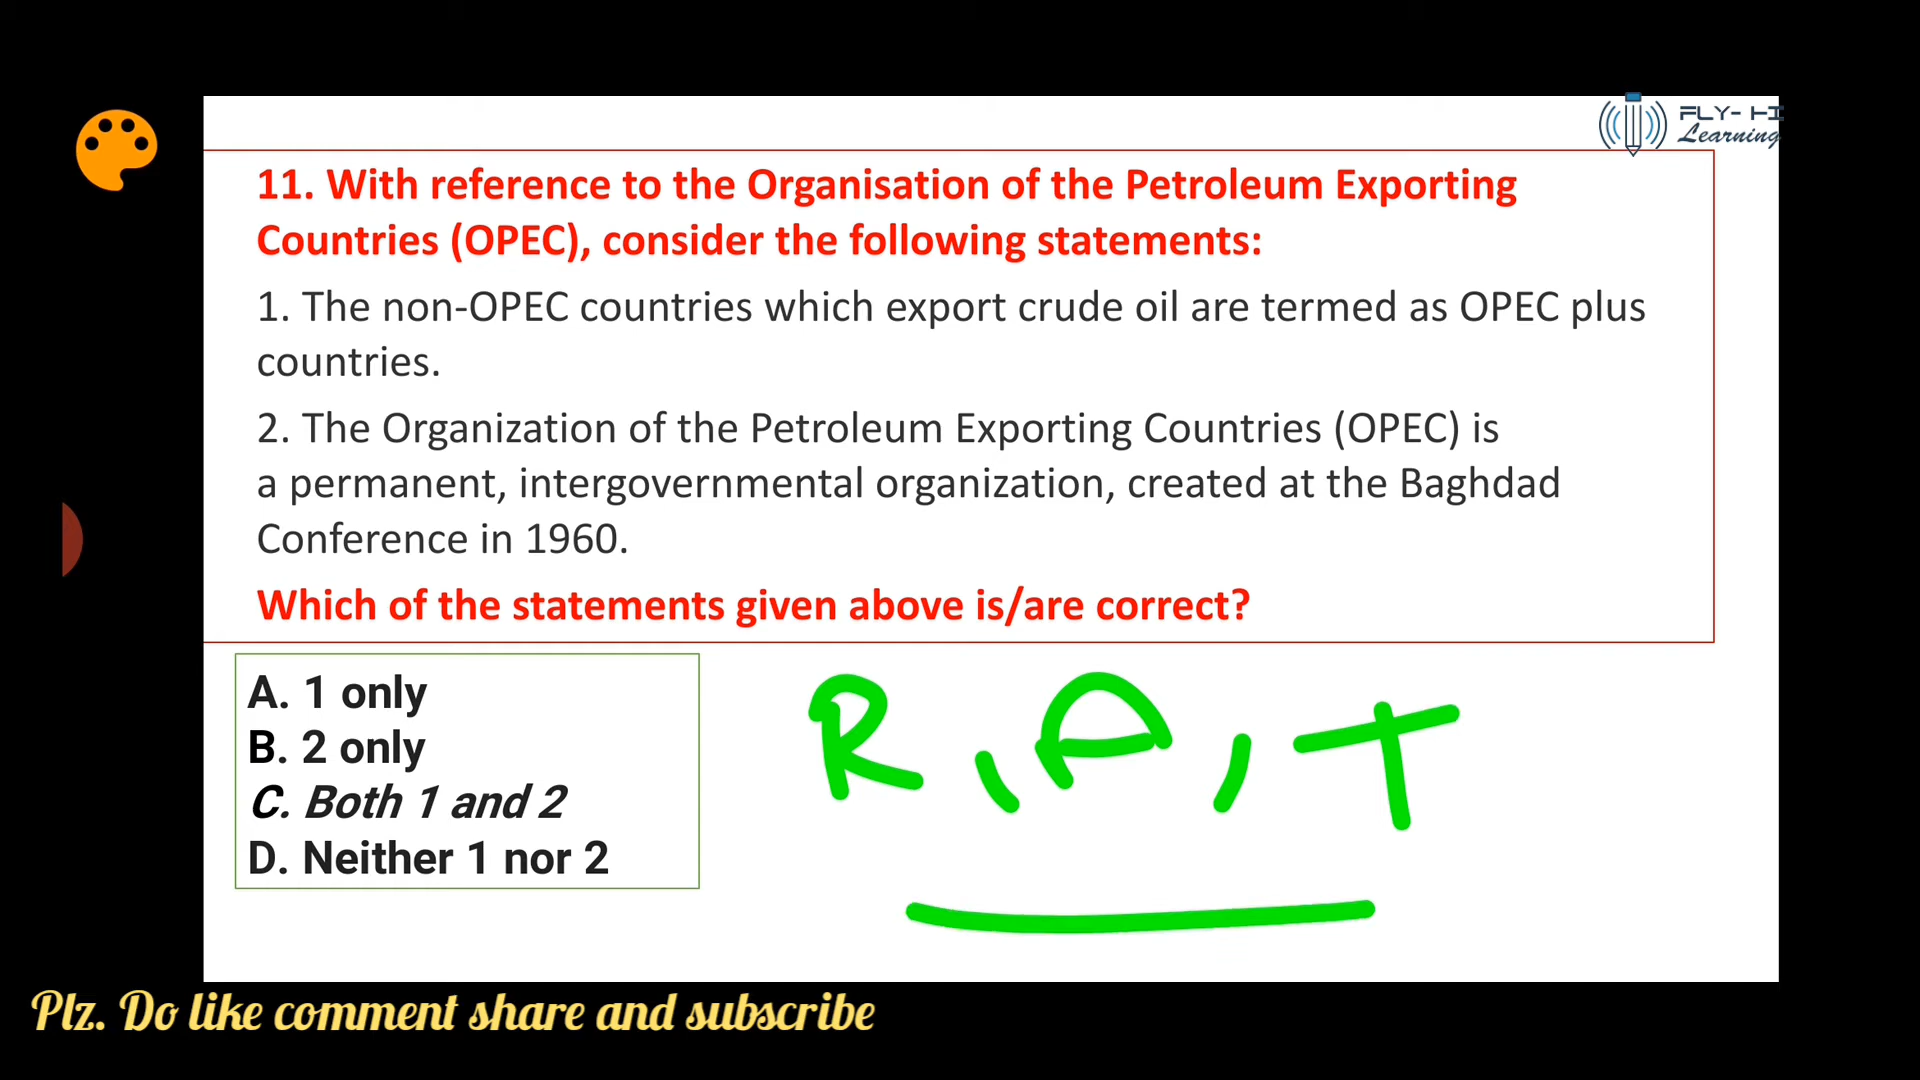 FLY-HI
Learning
11. With reference to the Organisation of the Petroleum Exporting
Countries (OPEC), consider the following statements:
1. The non-OPEC countries which export crude oil are termed as OPEC plus
countries.
2. The Organization of the Petroleum Exporting Countries (OPEC) is
a permanent, intergovernmental organization, created at the Baghdad
Conference in 1960.
Which of the statements given above is/are correct?
A. 1 only
B. 2 only
C. Both 1 and 2
D. Neither 1 nor 2
R, A, T
Plz. Do like comment share and subscribe